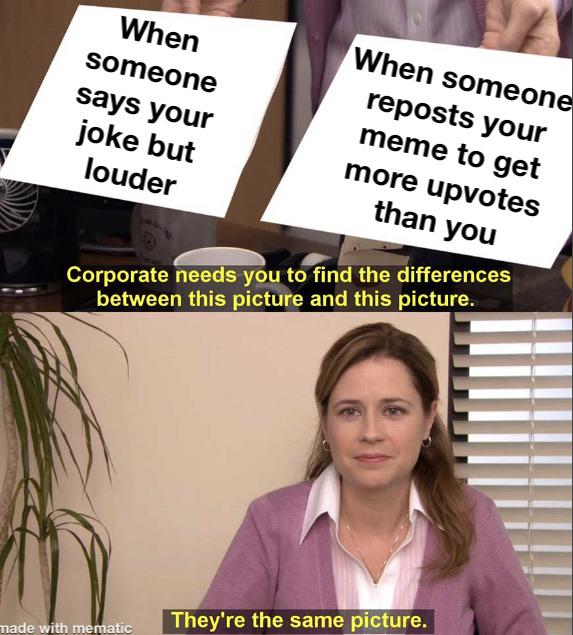 When
someone
says your
joke but
louder
When someone
reposts your
meme to get
more upvotes
than you
Corporate needs you to find the differences
between this picture and this picture.
They're the same picture.
made with mematic